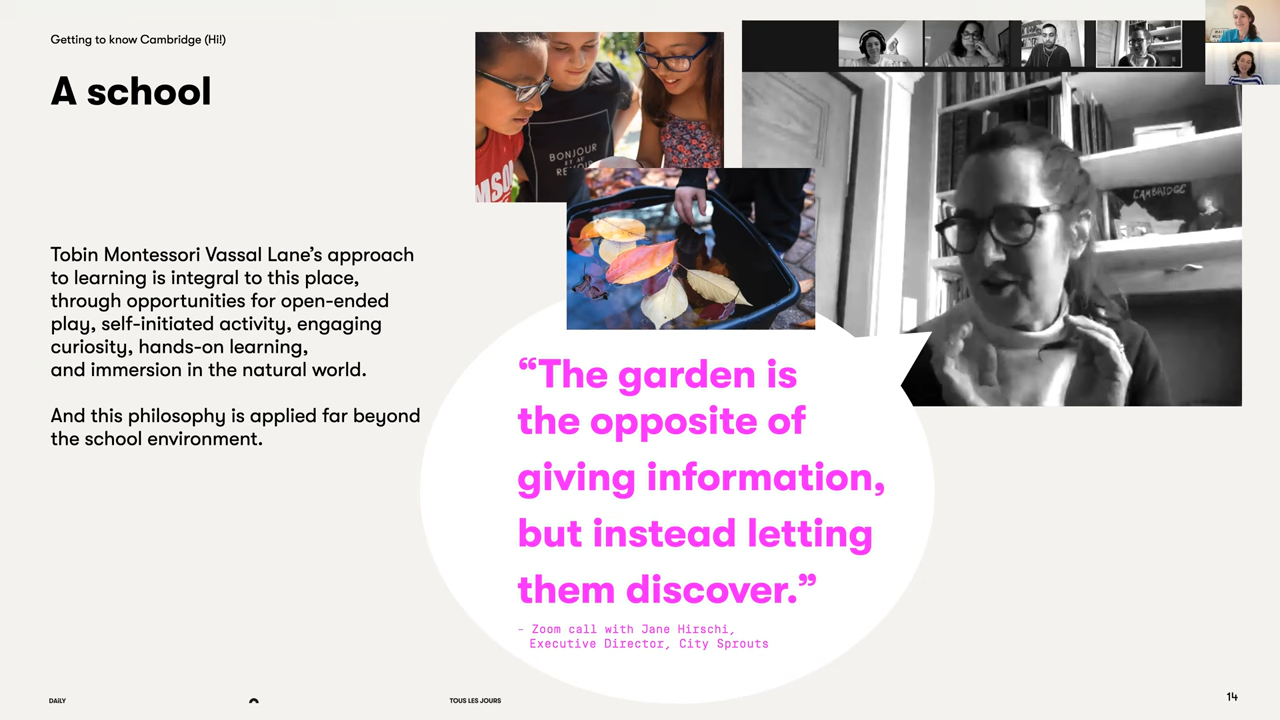 Getting to know Cambridge (Hi!)
A school
Tobin Montessori Vassal Lane’s approach
to learning is integral to this place,
through opportunities for open-ended
play, self-initiated activity, engaging
curiosity, hands-on learning,
and immersion in the natural world.
And this philosophy is applied far beyond
the school environment.
BONJOUR
CAMBRIDGE
“The garden is
the opposite of
giving information,
but instead letting
them discover.”
– Zoom call with Jane Hirschi,
Executive Director, City Sprouts
DAILY
TOUS LES JOURS
14